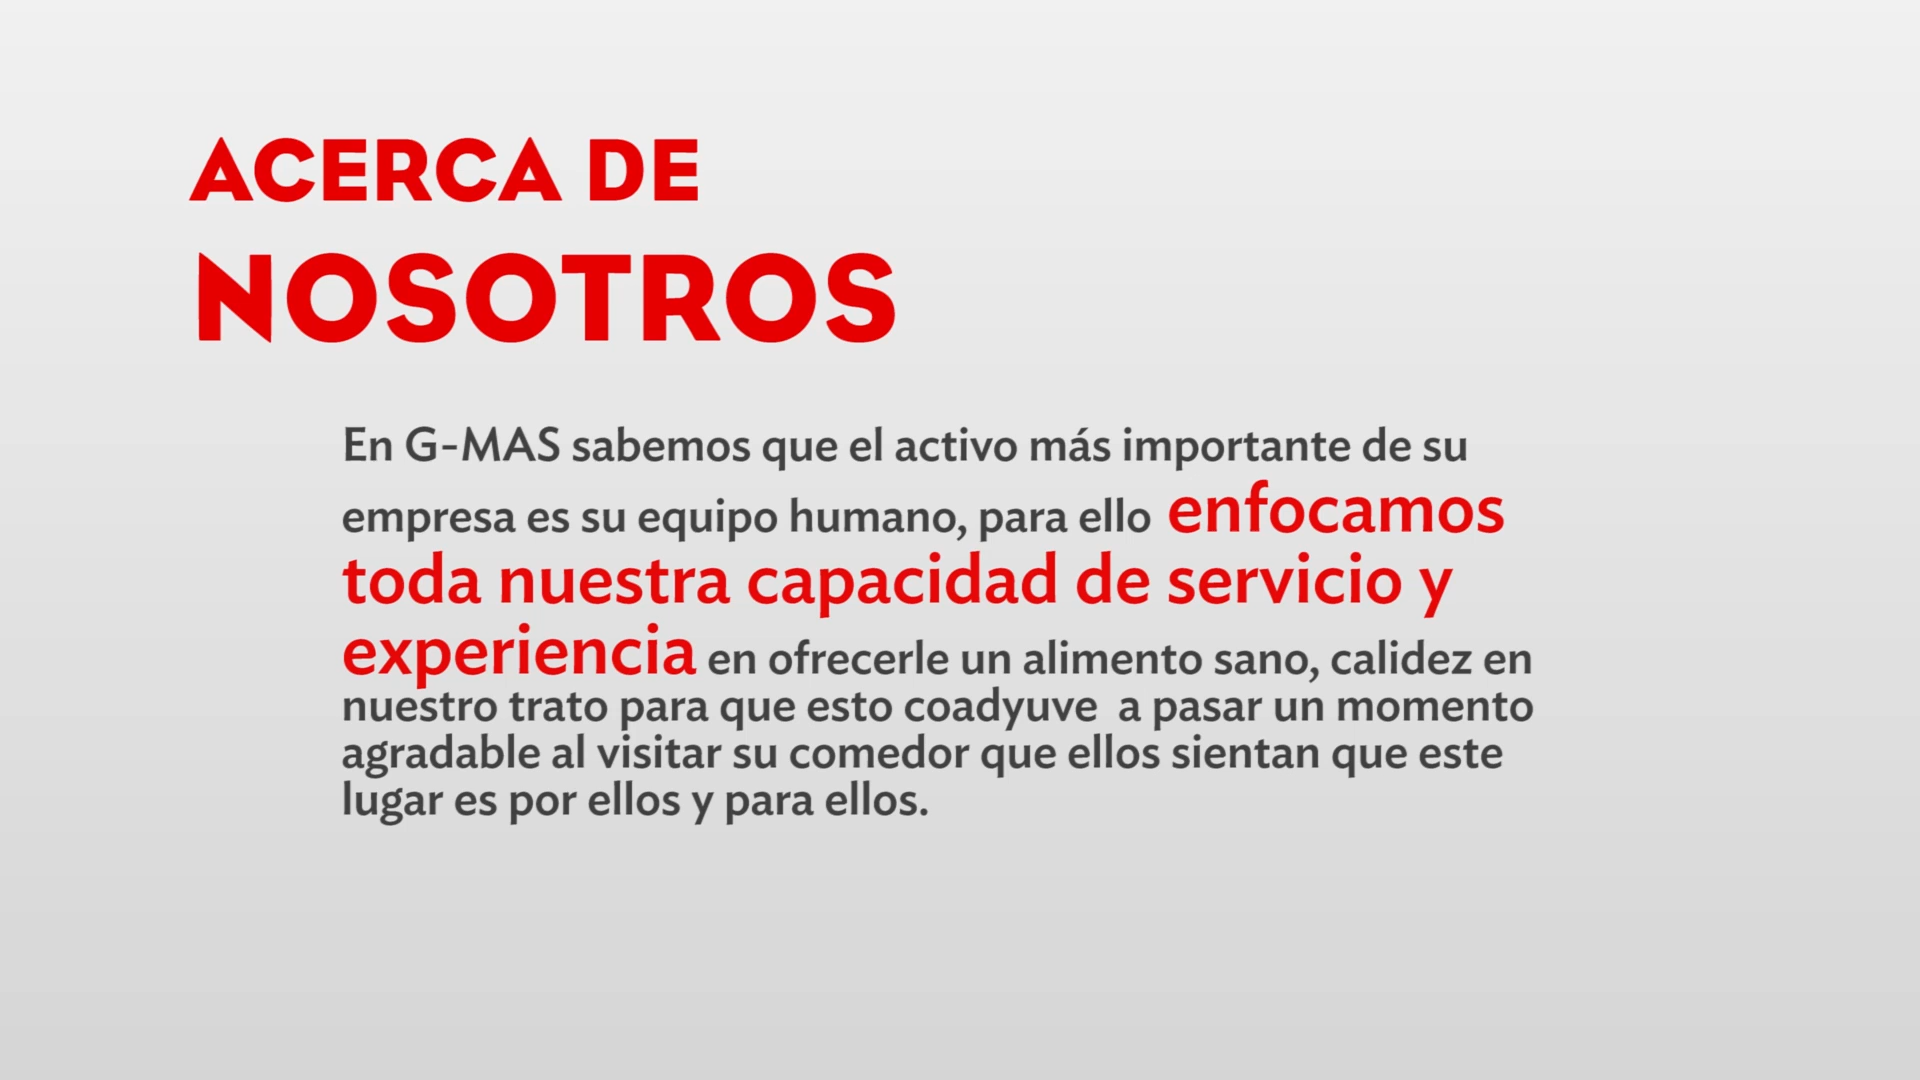 ACERCA DE
NOSOTROS
En G-MAS sabemos que el activo más importante de su
empresa es su equipo humano, para ello enfocamos
toda nuestra capacidad de servicio y
experiencia en ofrecerle un alimento sano, calidez en
nuestro trato para que esto coadyuve  a pasar un momento
agradable al visitar su comedor que ellos sientan que este
lugar es por ellos y para ellos.